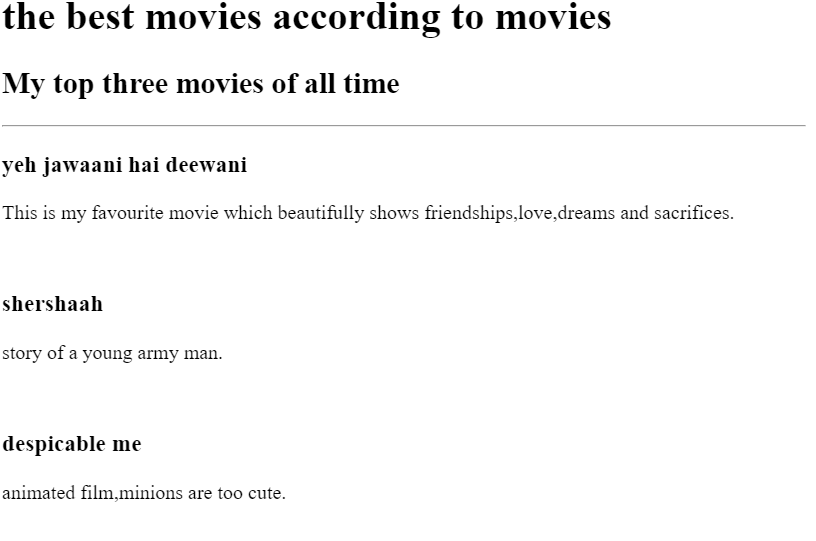 the best movies according to movies
My top three movies of all time
yeh jawaani hai deewani
This is my favourite movie which beautifully shows friendships,love,dreams and sacrifices.
shershaah
story of a young army man.
despicable me
animated film,minions are too cute.